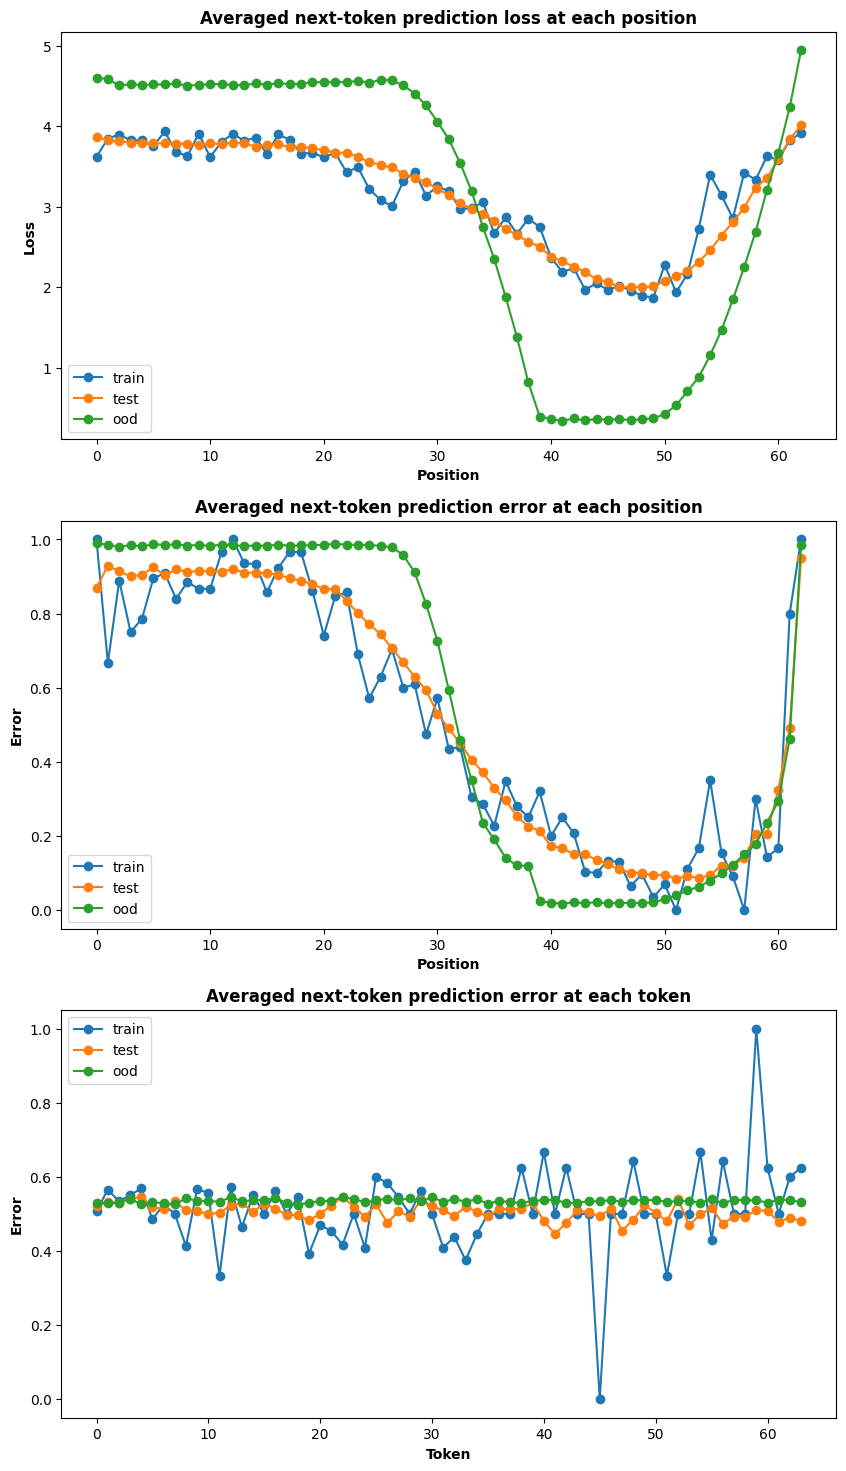 Averaged next-token prediction loss at each position
5
4
3
2
1
Loss
train
test
ood
0 10 20 30 40 50 60
Position
Averaged next-token prediction error at each position
1.0
0.8
0.6
0.4
0.2
0.0
Error
train
test
ood
0 10 20 30 40 50 60
Position
Averaged next-token prediction error at each token
train
test
ood
1.0
0.8
0.6
0.4
0.2
0.0
Error
0 10 20 30 40 50 60
Token